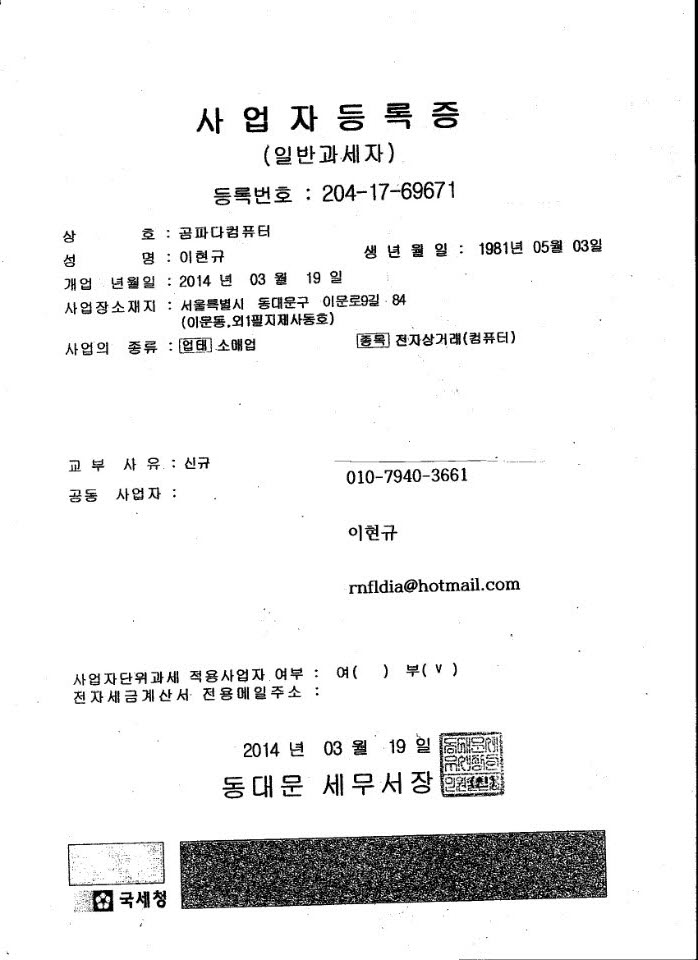 사업자등록증
(일반과세자)
등록번호 : 204-17-69671
상 호 : 곰파다컴퓨터
성 명 : 이현규 생년월일 : 1981년 05월 03일
개업 년월일 : 2014 년 03 월 19 일
사업장소재지 : 서울특별시 동대문구 이문로9길 84
(이문동,외1필지제사동호)
사업의 종류 : 업태 소매업 종목 전자상거래(컴퓨터)
교 부 사 유 : 신규
010-7940-3661
공동 사업자 :
이현규
rnfldia@hotmail.com
사업자단위과세 적용사업자 여부 : 여( ) 부( V )
전자세금계산서 전용메일주소 :
2014 년 03 월 19 일
동대문 세무서장
국세청